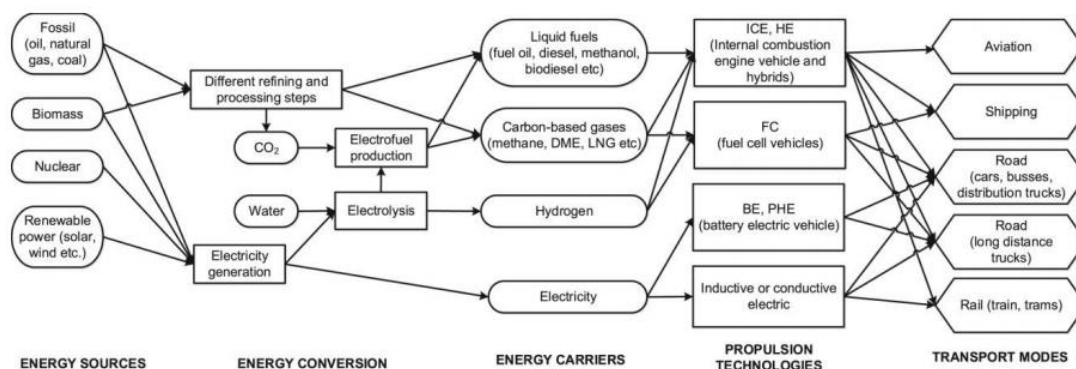 Fossil
(oil, natural
gas, coal)
Biomass
Nuclear
Renewable
power (solar,
wind etc.)
Different refining and
processing steps
CO₂
Electrofuel
production
Water
Electrolysis
Electricity
generation
Liquid fuels
(fuel oil, diesel, methanol,
biodiesel etc)
Carbon-based gases
(methane, DME, LNG etc)
Hydrogen
Electricity
ICE, HE
(Internal combustion
engine vehicle and
hybrids)
FC
(fuel cell vehicles)
BE, PHE
(battery electric vehicle)
Inductive or conductive
electric
Aviation
Shipping
Road
(cars, busses,
distribution trucks)
Road
(long distance
trucks)
Rail (train, trams)
ENERGY SOURCES
ENERGY CONVERSION
ENERGY CARRIERS
PROPULSION
TECHNOLOGIES
TRANSPORT MODES